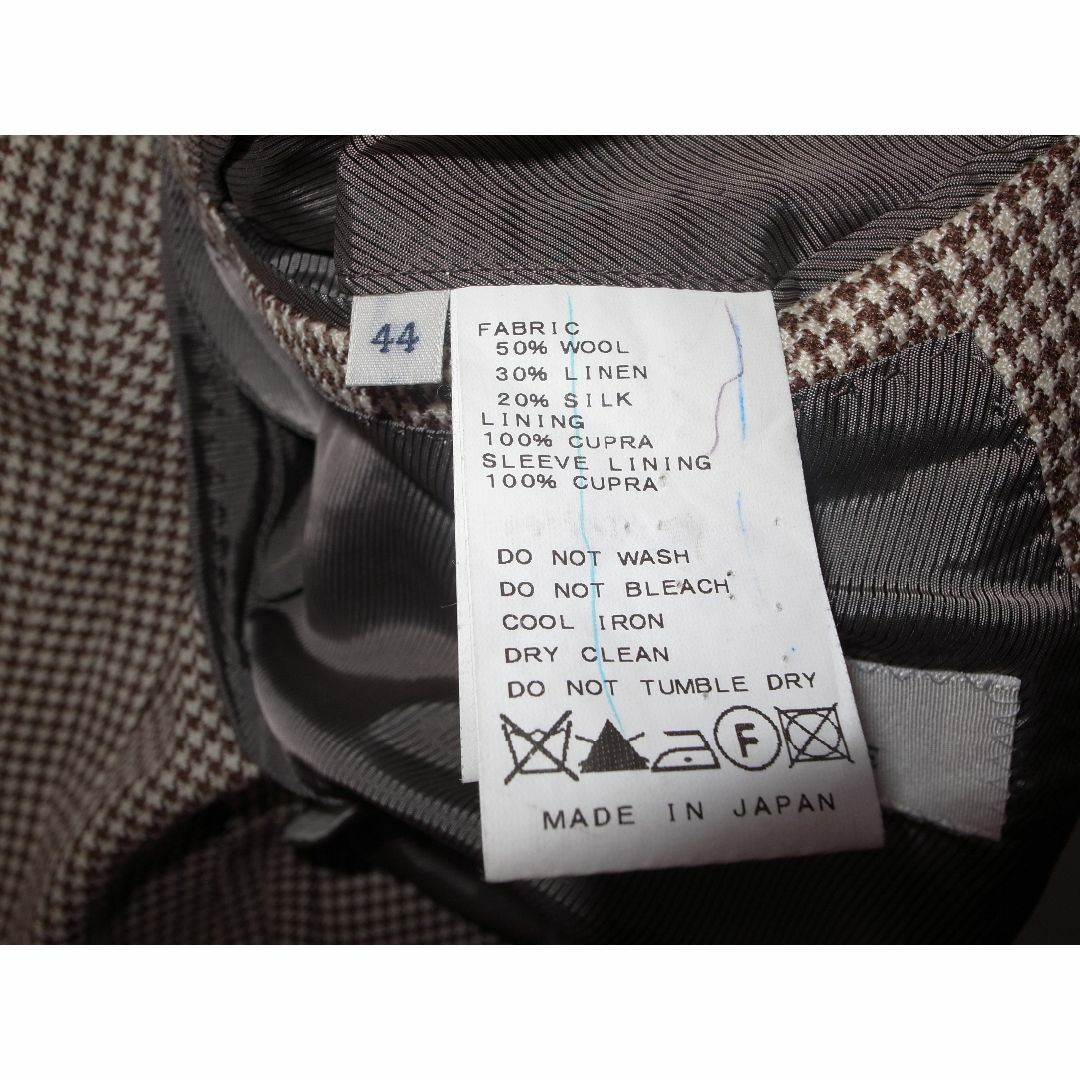 44
FABRIC
50% WOOL
30% LINEN
20% SILK
LINING
100% CUPRA
SLEEVE LINING
100% CUPRA
DO NOT WASH
DO NOT BLEACH
COOL IRON
DRY CLEAN
DO NOT TUMBLE DRY
F
MADE IN JAPAN